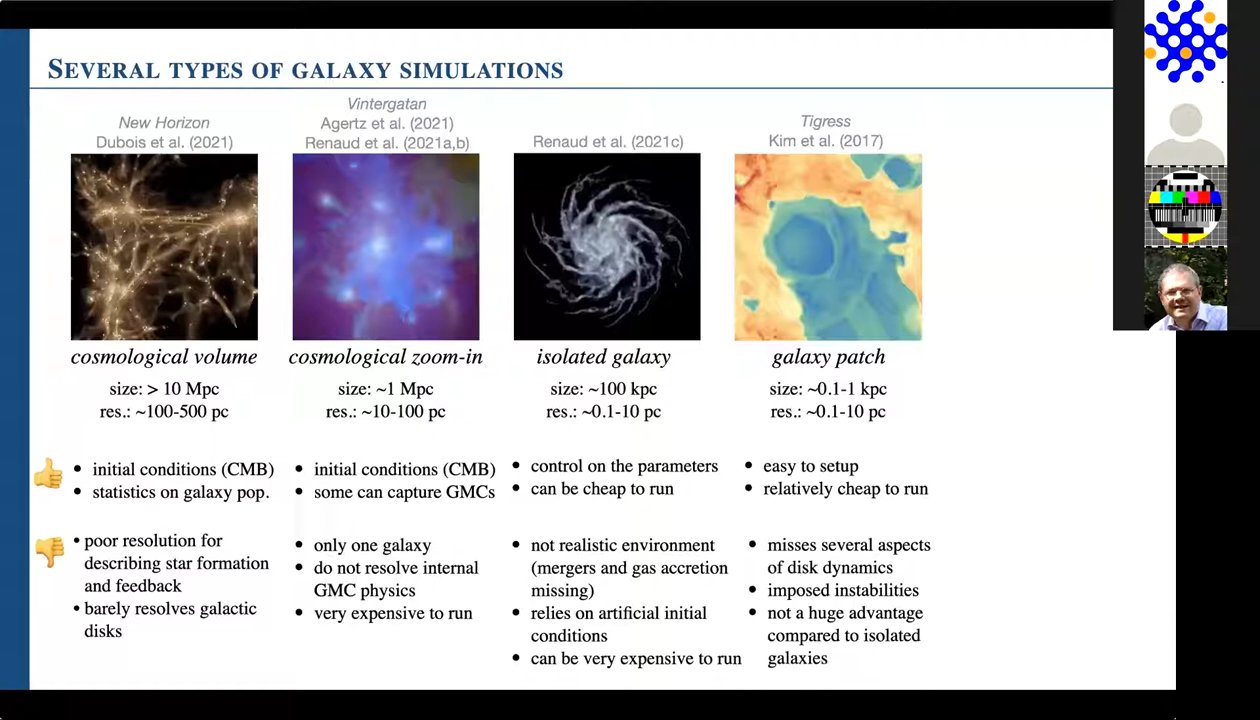 SEVERAL TYPES OF GALAXY SIMULATIONS
New Horizon
Dubois et al. (2021)
cosmological volume
size: > 10 Mpc
res.: ~100-500 pc
• initial conditions (CMB)
• statistics on galaxy pop.
• poor resolution for
describing star formation
and feedback
• barely resolves galactic
disks
Vintergatan
Agertz et al. (2021)
Renaud et al. (2021a,b)
cosmological zoom-in
size: ~1 Mpc
res.: ~10-100 pc
• initial conditions (CMB)
• some can capture GMCs
• only one galaxy
• do not resolve internal
GMC physics
• very expensive to run
Renaud et al. (2021c)
isolated galaxy
size: ~100 kpc
res.: ~0.1-10 pc
• control on the parameters
• can be cheap to run
• not realistic environment
(mergers and gas accretion
missing)
• relies on artificial initial
conditions
• can be very expensive to run
Tigress
Kim et al. (2017)
galaxy patch
size: ~0.1-1 kpc
res.: ~0.1-10 pc
• easy to setup
• relatively cheap to run
• misses several aspects
of disk dynamics
• imposed instabilities
• not a huge advantage
compared to isolated
galaxies